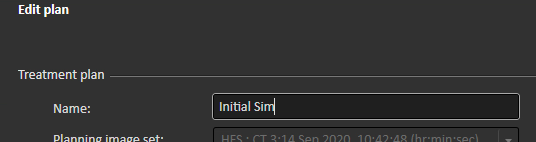 Edit plan
Treatment plan
Name: Initial Sim
Planning image set: HFS : CT 3:14 Sep 2020, 10:42:48 (hr:min:sec)